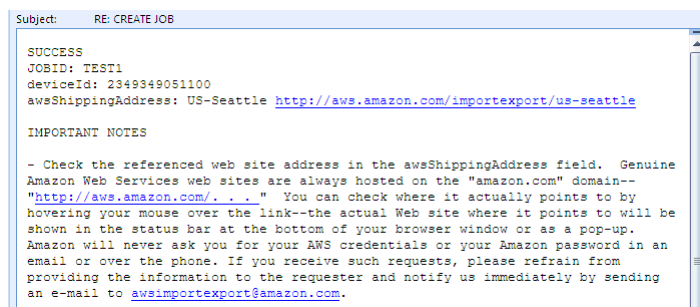 Subject: RE: CREATE JOB
SUCCESS
JOBID: TEST1
deviceId: 2349349051100
awsShippingAddress: US-Seattle http://aws.amazon.com/importexport/us-seattle
IMPORTANT NOTES
- Check the referenced web site address in the awsShippingAddress field.  Genuine
Amazon Web Services web sites are always hosted on the "amazon.com" domain--
"http://aws.amazon.com/. . . "  You can check where it actually points to by
hovering your mouse over the link--the actual Web site where it points to will be
shown in the status bar at the bottom of your browser window or as a pop-up.
Amazon will never ask you for your AWS credentials or your Amazon password in an
email or over the phone. If you receive such requests, please refrain from
providing the information to the requester and notify us immediately by sending
an e-mail to awsimportexport@amazon.com.